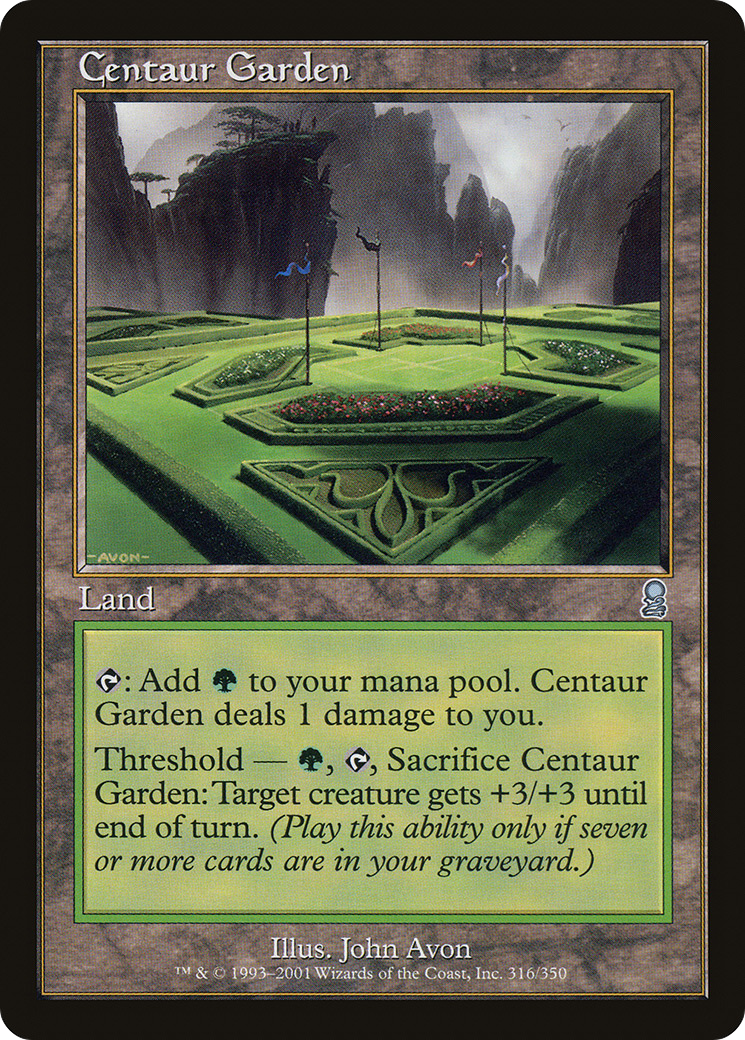 Centaur Garden
-AVON-
Land
: Add to your mana pool. Centaur
Garden deals 1 damage to you.
Threshold — , , Sacrifice Centaur
Garden: Target creature gets +3/+3 until
end of turn. (Play this ability only if seven
or more cards are in your graveyard.)
Illus. John Avon
™ & © 1993–2001 Wizards of the Coast, Inc. 316/350